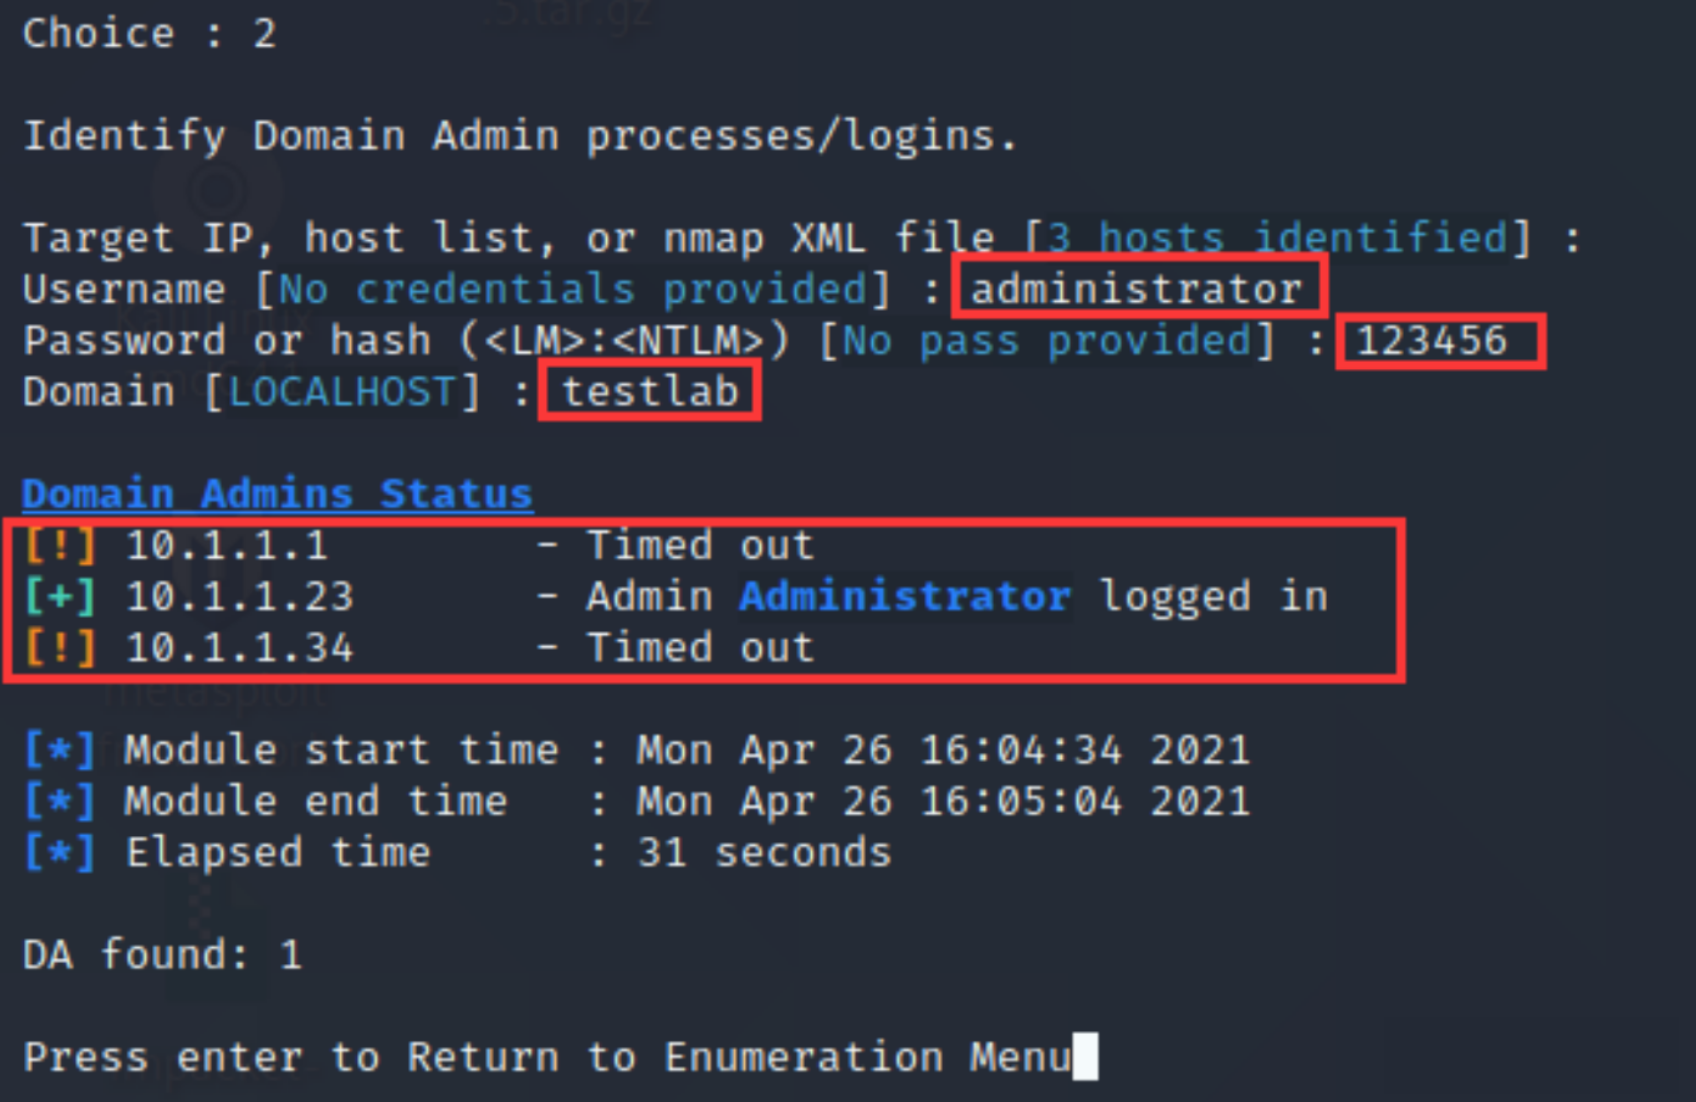 .5.tar.gz
Choice : 2
Identify Domain Admin processes/logins.
Target IP, host list, or nmap XML file [3 hosts identified] :
Username [No credentials provided] : administrator
Password or hash (<LM>:<NTLM>) [No pass provided] : 123456
Domain [LOCALHOST] : testlab
Domain Admins Status
[!] 10.1.1.1 - Timed out
[+] 10.1.1.23 - Admin Administrator logged in
[!] 10.1.1.34 - Timed out
metasploit
[*] Module start time : Mon Apr 26 16:04:34 2021
[*] Module end time : Mon Apr 26 16:05:04 2021
[*] Elapsed time : 31 seconds
DA found: 1
Press enter to Return to Enumeration Menu